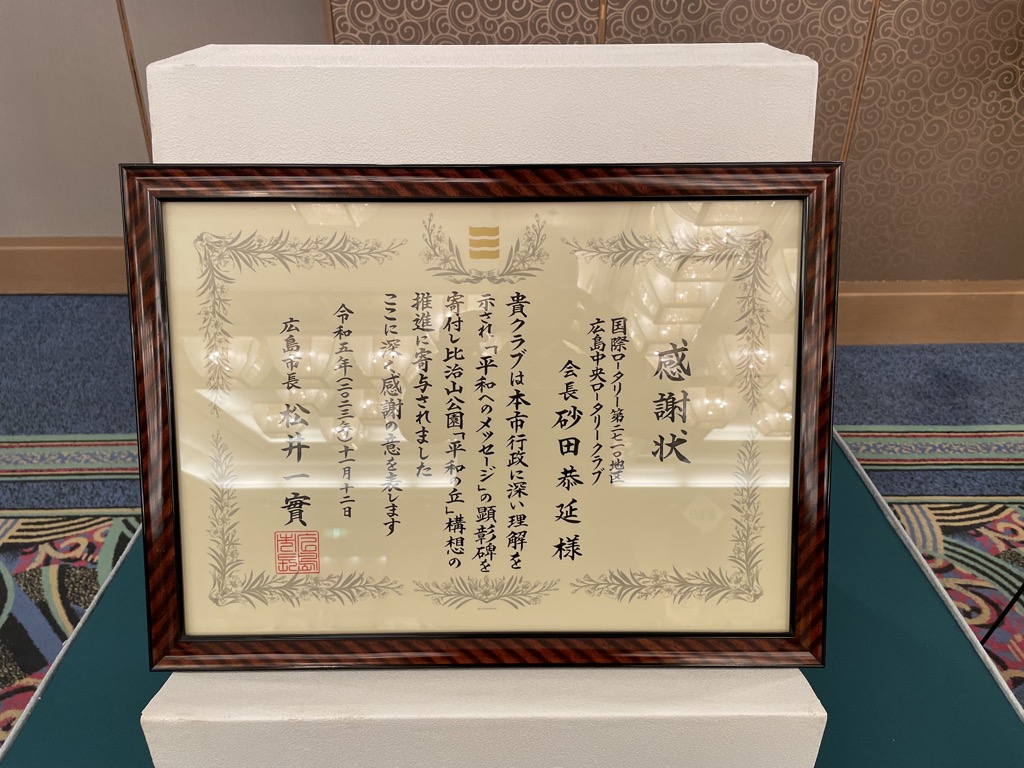 感謝状
国際ロータリー第二七一〇地区
広島中央ロータリークラブ
会長 砂田恭延 様
貴クラブは本市行政に深い理解を
示され「平和へのメッセージ」の顕彰碑を
寄付し比治山公園「平和の丘」構想の
推進に寄与されました
ここに深く感謝の意を表します
令和五年(二〇二三年)十一月十二日
広島市長 松井一實